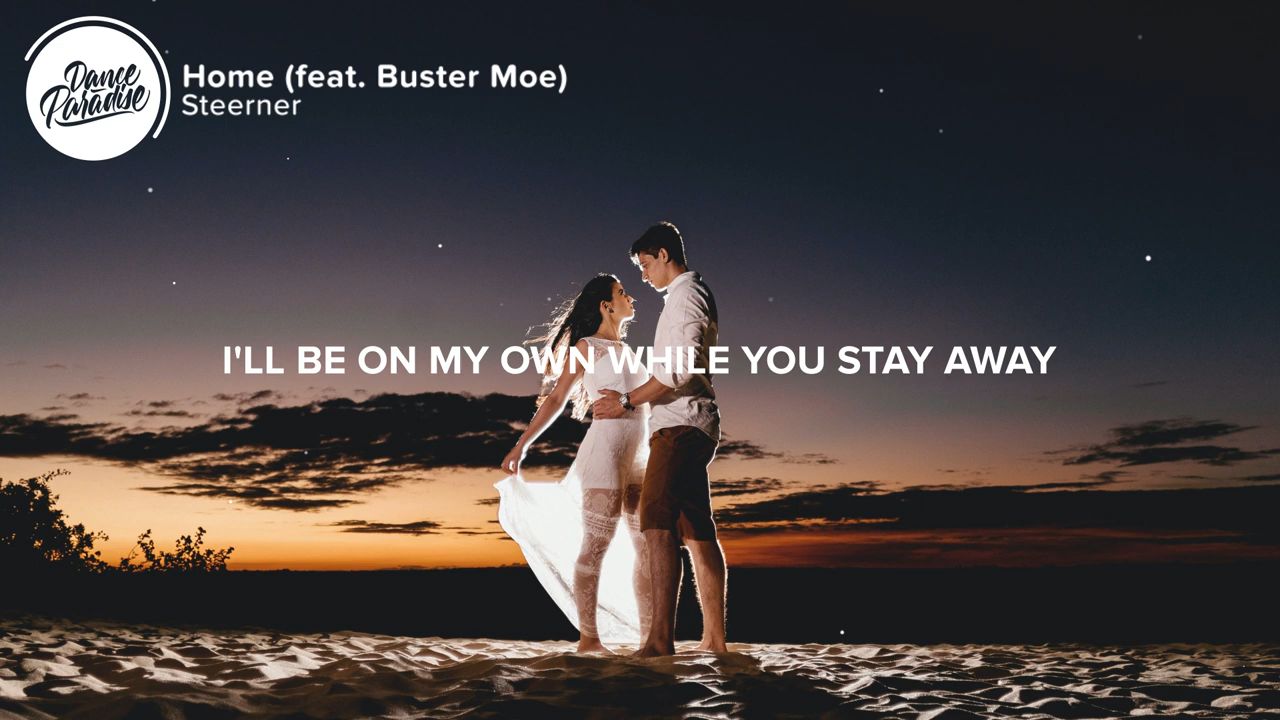 Dance
Paradise
Home (feat. Buster Moe)
Steerner
I'LL BE ON MY OWN WHILE YOU STAY AWAY